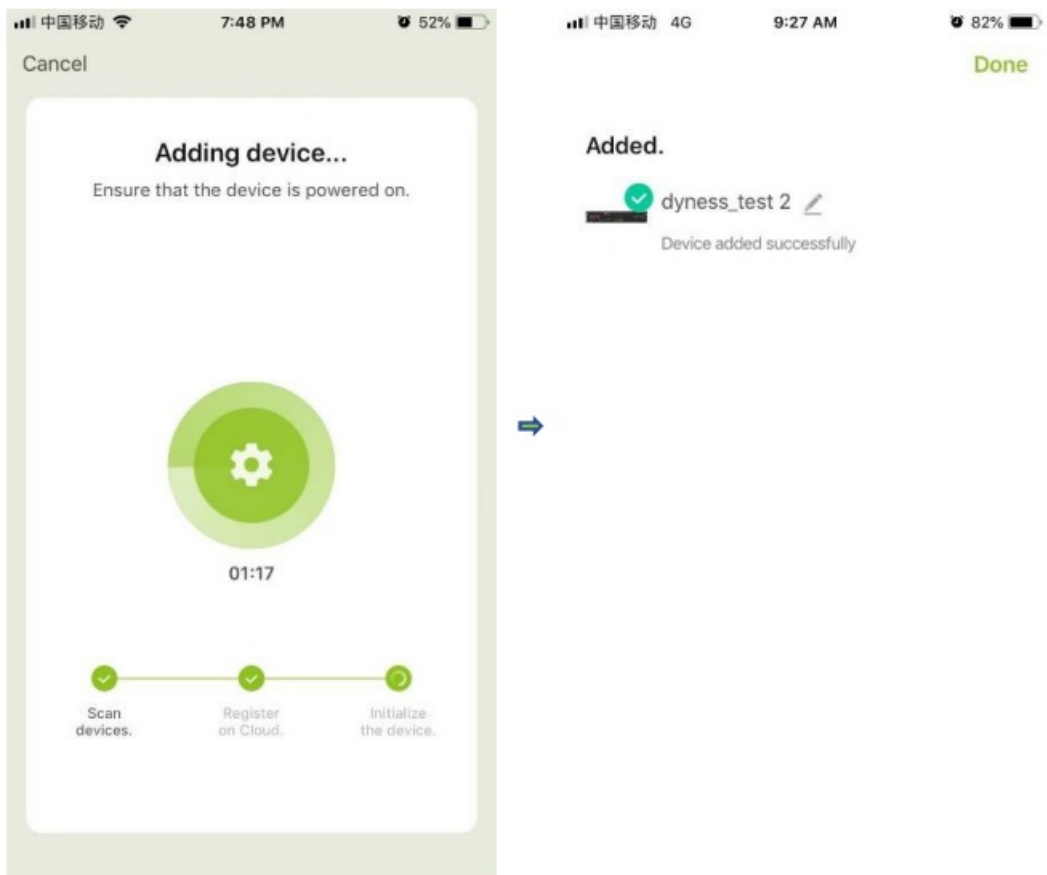 中国移动 7:48 PM 52%
Cancel
Adding device...
Ensure that the device is powered on.
01:17
Scan
devices.
Register
on Cloud.
Initialize
the device.
中国移动 4G 9:27 AM 82%
Done
Added.
dyness_test 2
Device added successfully